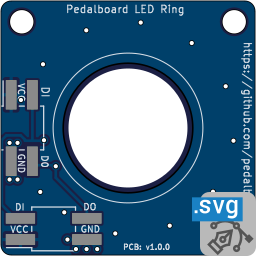 Pedalboard LED Ring
https://github.com/pedalb
VCC
DI
GND
DO
DI
DO
VCC
GND
PCB: v1.0.0
.svg